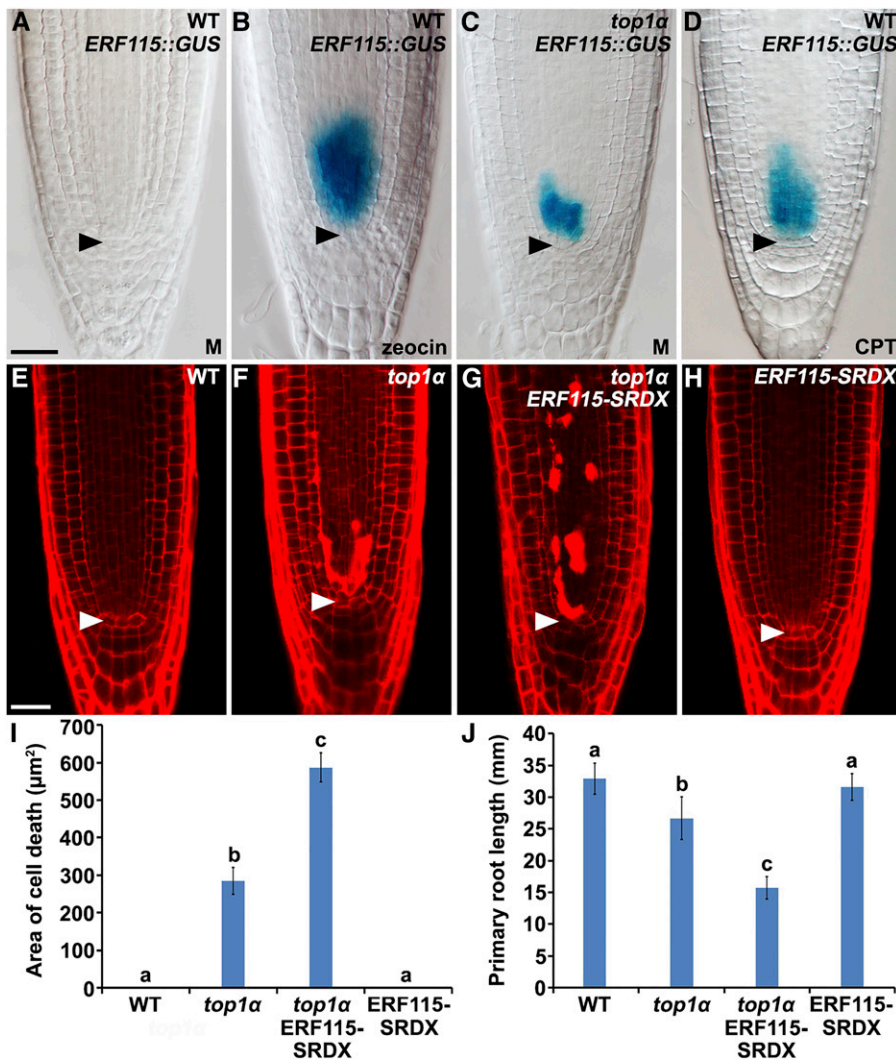 A WT
ERF115::GUS
M
B WT
ERF115::GUS
zeocin
C top1α
ERF115::GUS
M
D WT
ERF115::GUS
CPT
E WT
F top1α
G top1α
ERF115-SRDX
H ERF115-SRDX
I
Area of cell death (µm²)
700
600
500
400
300
200
100
0
a
b
c
a
WT
top1α
top1α
ERF115-
SRDX
ERF115-
SRDX
J
Primary root length (mm)
40
35
30
25
20
15
10
5
0
a
b
c
a
WT
top1α
top1α
ERF115-
SRDX
ERF115-
SRDX